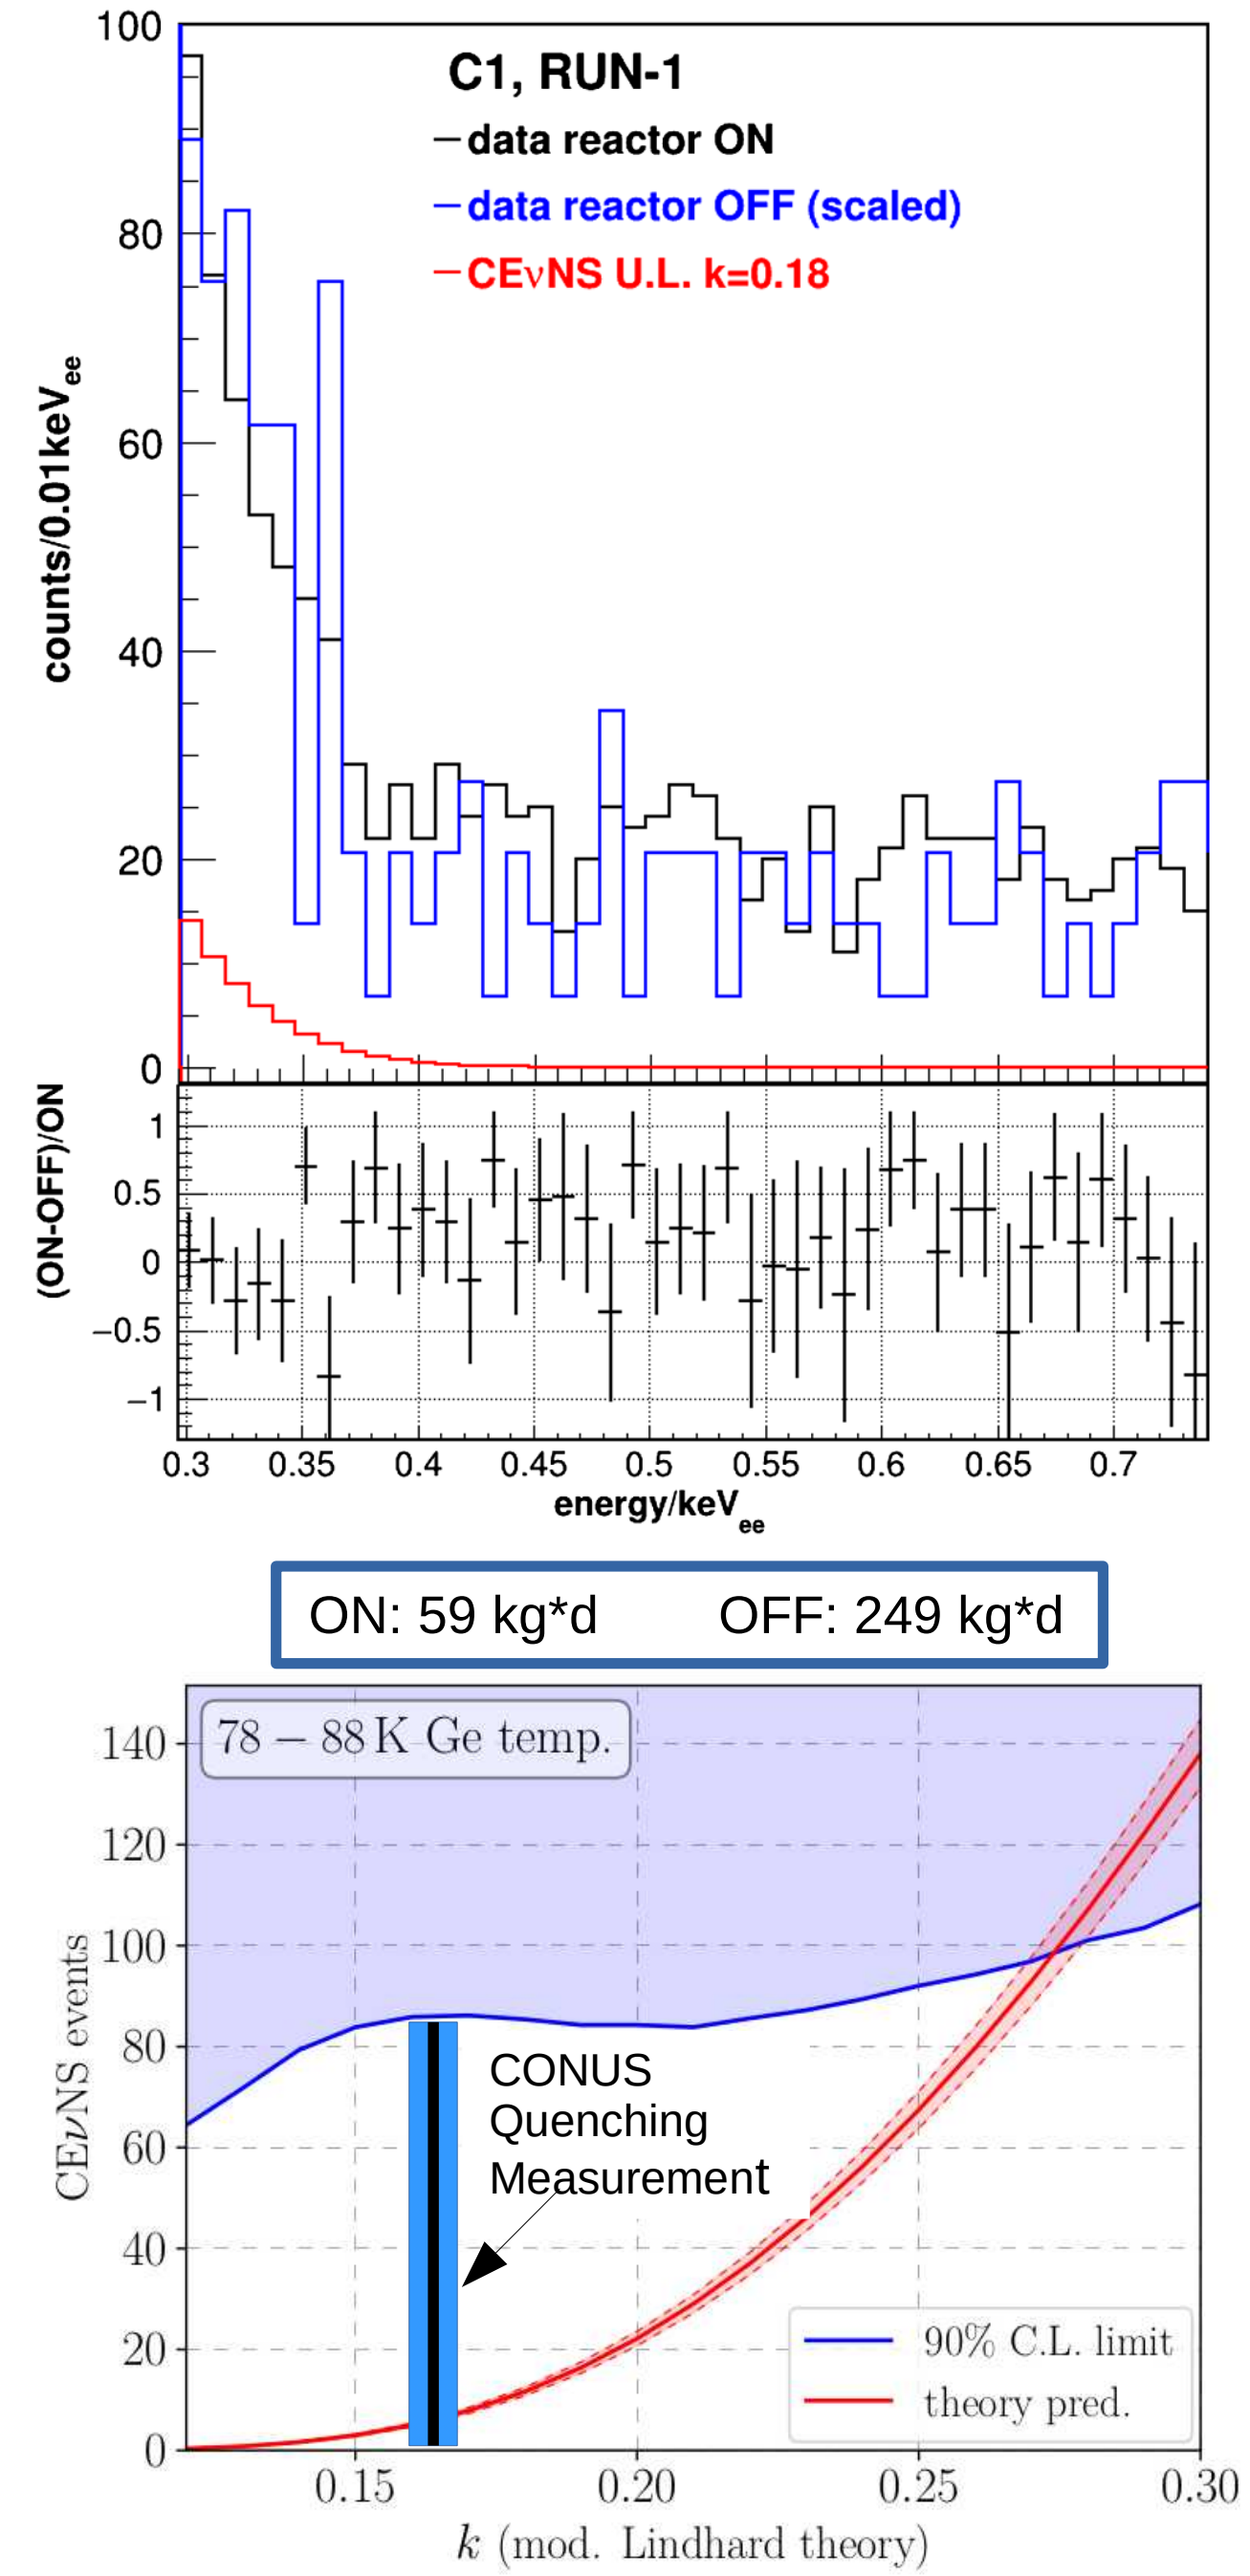 C1, RUN-1
data reactor ON
data reactor OFF (scaled)
CEνNS U.L. k=0.18
counts/0.01keVee
100
80
60
40
20
0
(ON-OFF)/ON
1
0.5
0
−0.5
−1
0.3 0.35 0.4 0.45 0.5 0.55 0.6 0.65 0.7
energy/keVee
ON: 59 kg*d OFF: 249 kg*d
78 – 88 K Ge temp.
CEνNS events
140
120
100
80
60
40
20
0
CONUS
Quenching
Measurement
90% C.L. limit
theory pred.
0.15 0.20 0.25 0.30
k (mod. Lindhard theory)